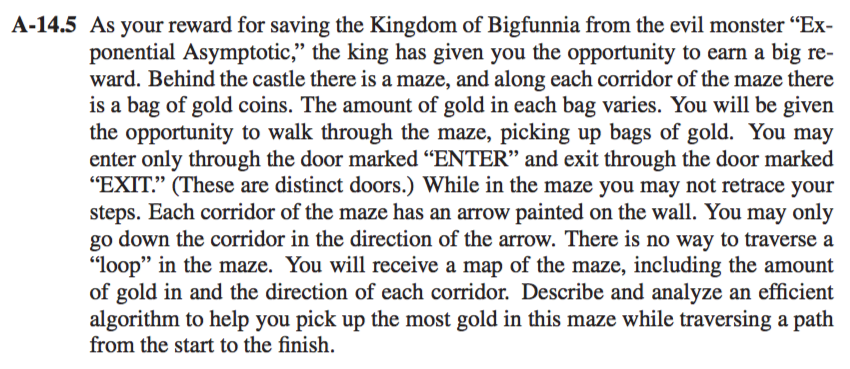 A-14.5 As your reward for saving the Kingdom of Bigfunnia from the evil monster “Ex-
ponential Asymptotic,” the king has given you the opportunity to earn a big re-
ward. Behind the castle there is a maze, and along each corridor of the maze there
is a bag of gold coins. The amount of gold in each bag varies. You will be given
the opportunity to walk through the maze, picking up bags of gold. You may
enter only through the door marked “ENTER” and exit through the door marked
“EXIT.” (These are distinct doors.) While in the maze you may not retrace your
steps. Each corridor of the maze has an arrow painted on the wall. You may only
go down the corridor in the direction of the arrow. There is no way to traverse a
“loop” in the maze. You will receive a map of the maze, including the amount
of gold in and the direction of each corridor. Describe and analyze an efficient
algorithm to help you pick up the most gold in this maze while traversing a path
from the start to the finish.